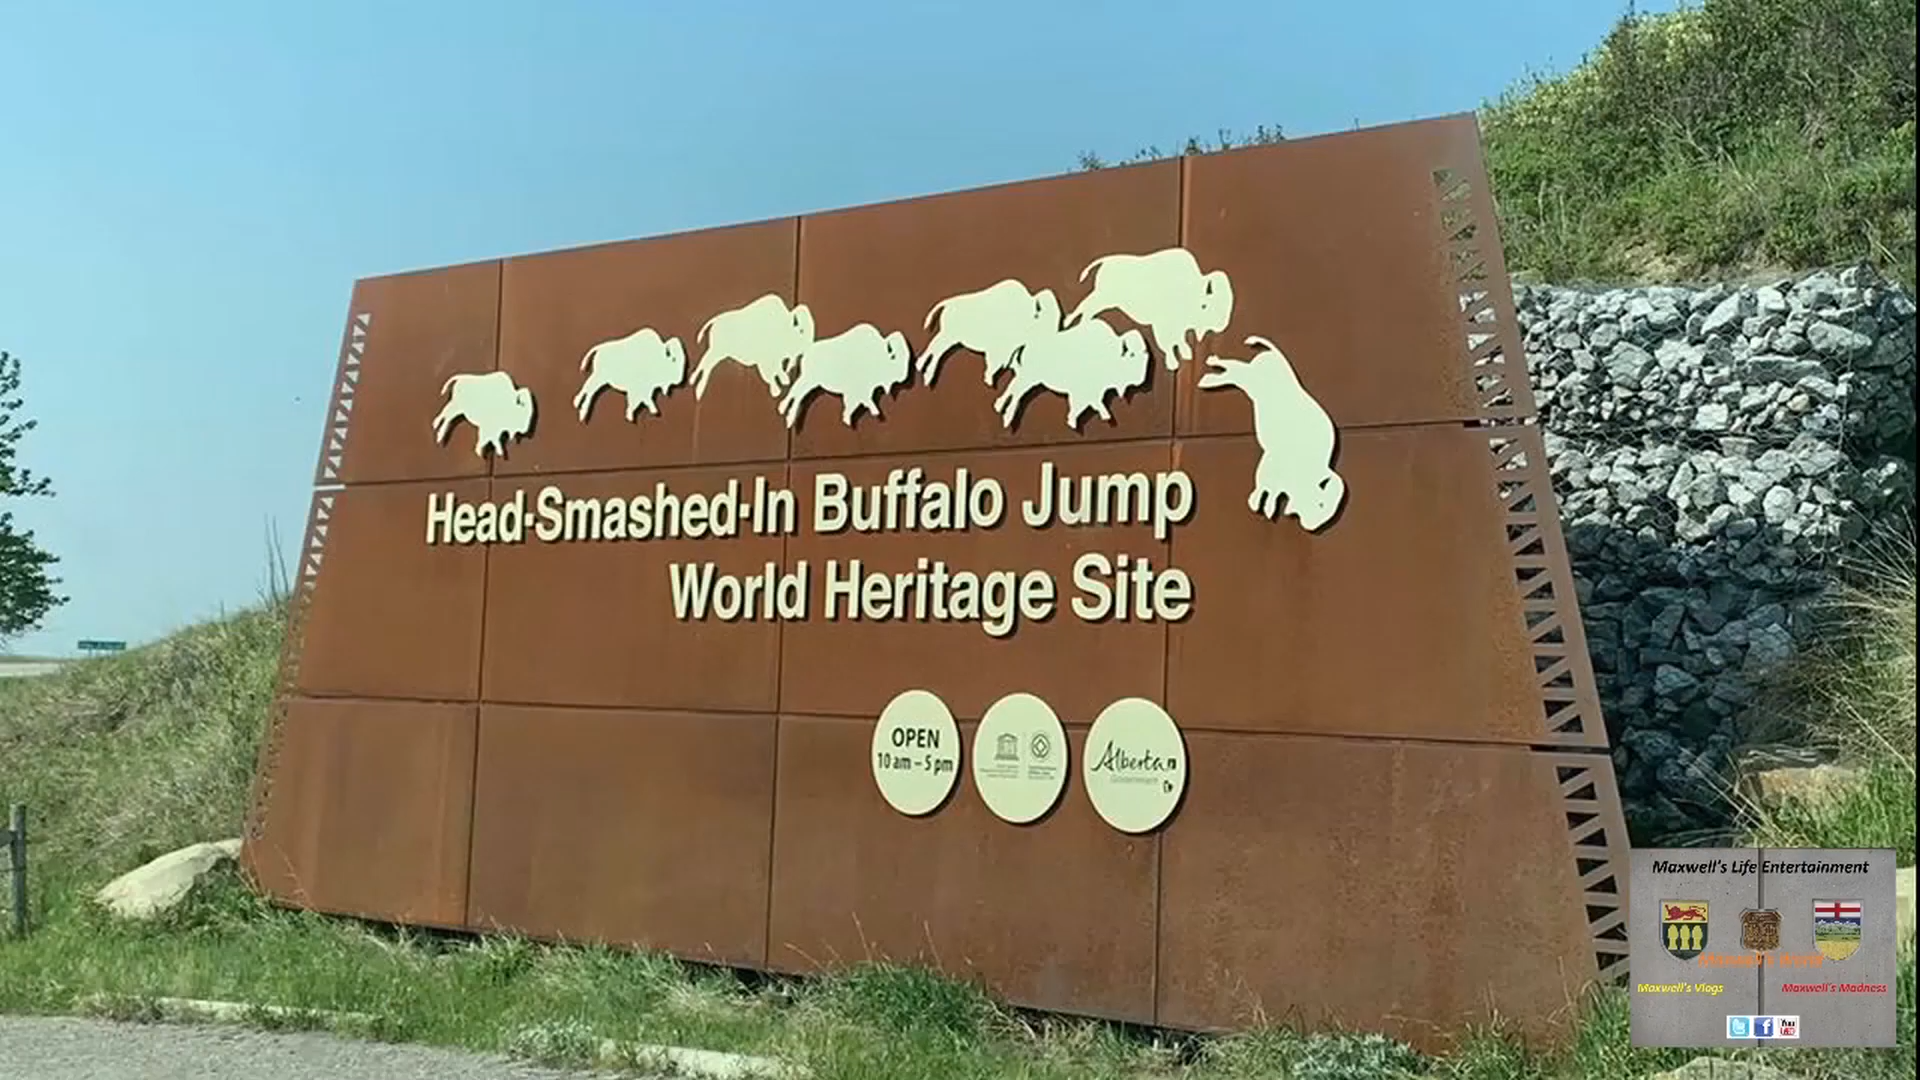 Head-Smashed-In Buffalo Jump
World Heritage Site
OPEN
10 am – 5 pm
Alberta
Government
Maxwell's Life Entertainment
Maxwell's Vlogs
Maxwell's Madness